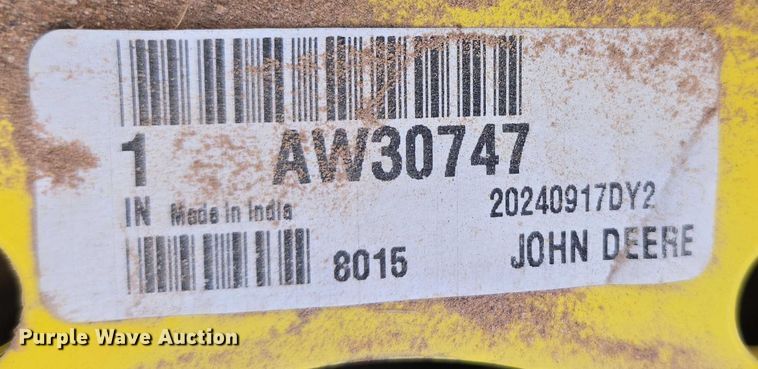 1 AW30747
IN Made in India 20240917DY2
8015 JOHN DEERE
Purple Wave Auction